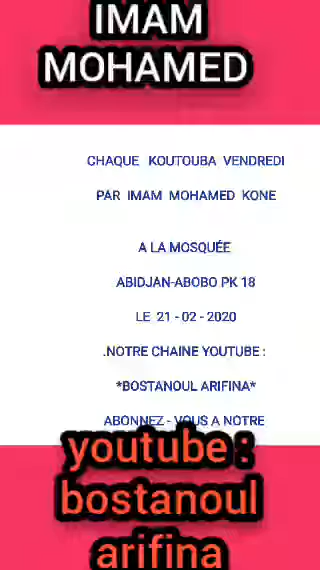 IMAM
MOHAMED
CHAQUE KOUTOUBA VENDREDI
PAR IMAM MOHAMED KONE
A LA MOSQUÉE
ABIDJAN-ABOBO PK 18
LE 21 - 02 - 2020
.NOTRE CHAINE YOUTUBE :
*BOSTANOUL ARIFINA*
ABONNEZ - VOUS A NOTRE
youtube :
bostanoul
arifina